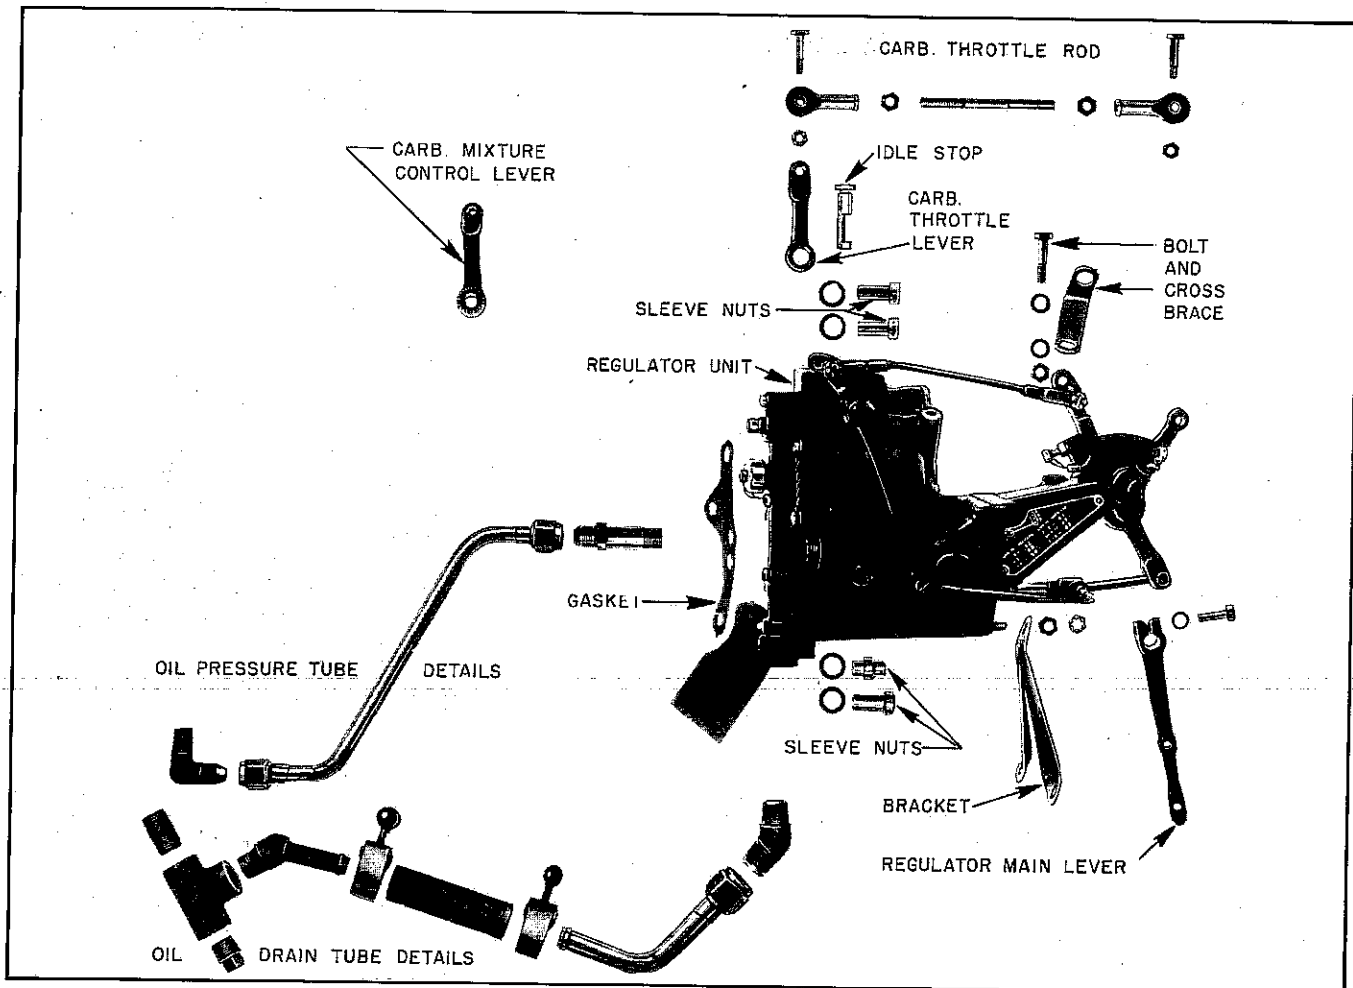 CARB. THROTTLE ROD
CARB. MIXTURE
CONTROL LEVER
IDLE STOP
CARB.
THROTTLE
LEVER
BOLT
AND
CROSS
BRACE
SLEEVE NUTS
REGULATOR UNIT
GASKET
OIL PRESSURE TUBE DETAILS
SLEEVE NUTS
BRACKET
REGULATOR MAIN LEVER
OIL DRAIN TUBE DETAILS